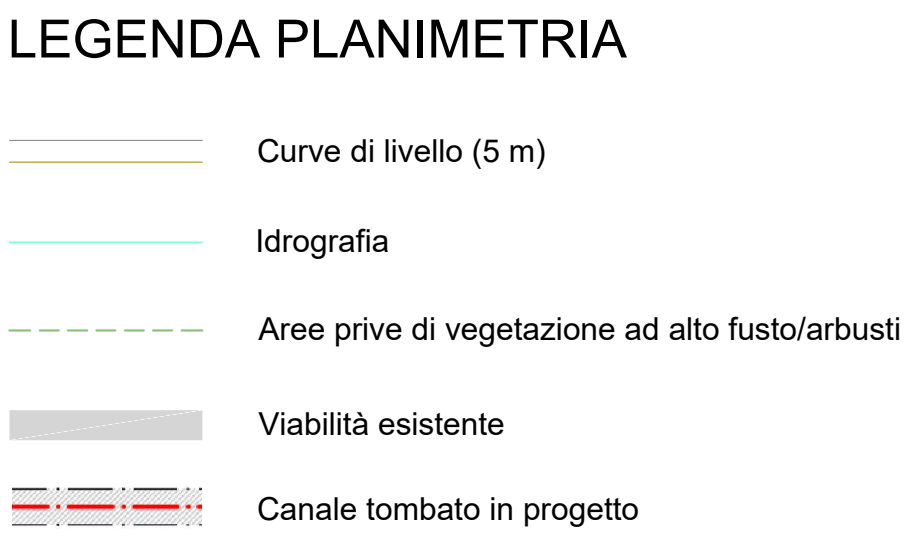 LEGENDA PLANIMETRIA
Curve di livello (5 m)
Idrografia
Aree prive di vegetazione ad alto fusto/arbusti
Viabilità esistente
Canale tombato in progetto